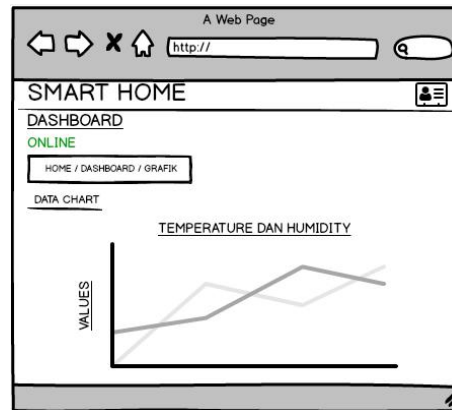 A Web Page
http://
SMART HOME
DASHBOARD
ONLINE
HOME / DASHBOARD / GRAFIK
DATA CHART
TEMPERATURE DAN HUMIDITY
VALUES